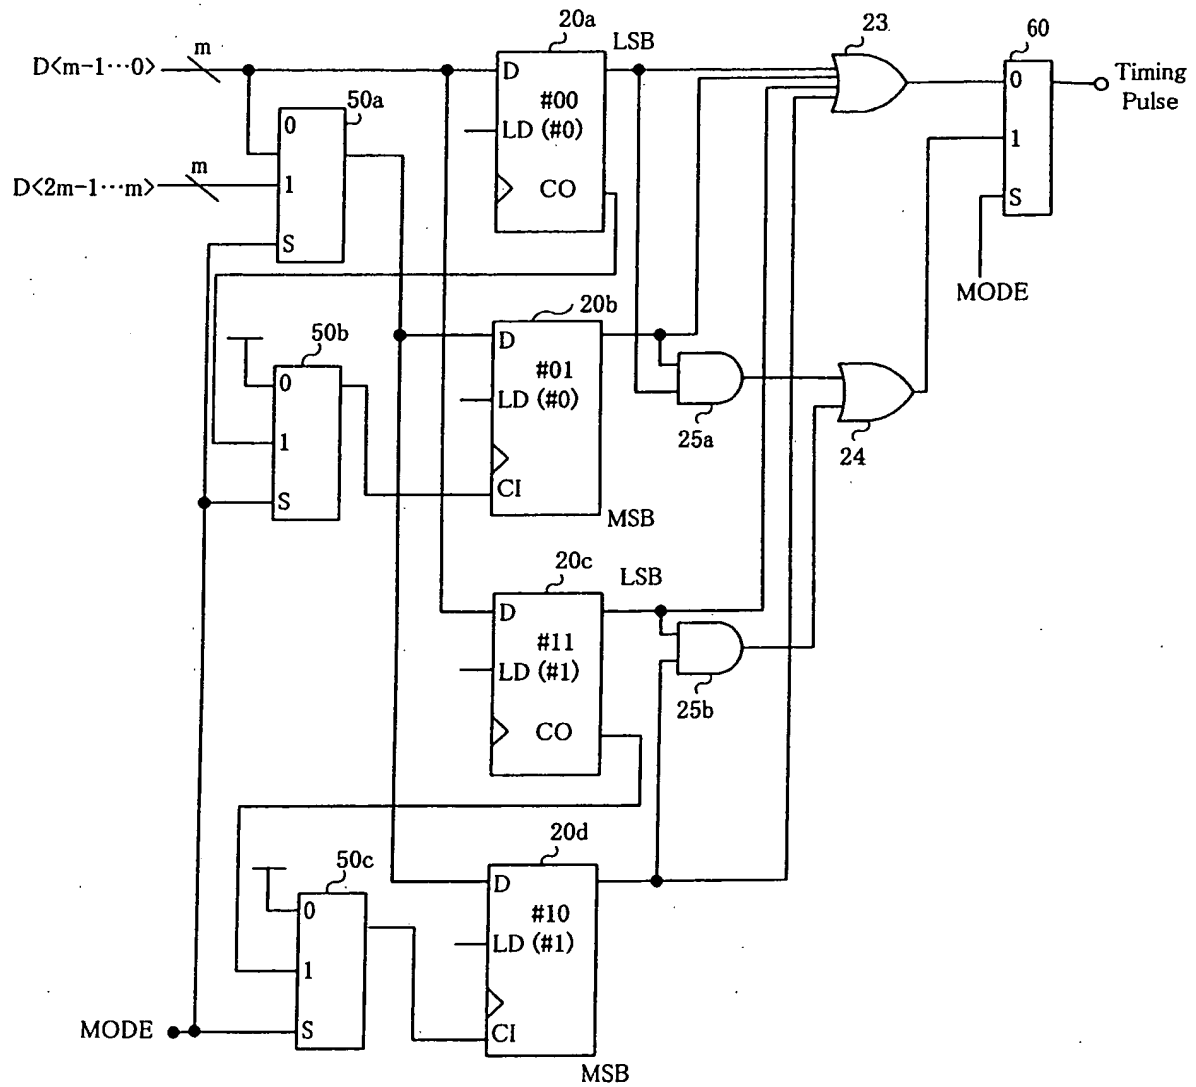 20a
LSB
23
60
D<m-1…0>
m
D
0
Timing
Pulse
#00
LD (#0)
50a
0
1
m
D<2m-1…m>
1
CO
S
S
MODE
20b
50b
D
#01
LD (#0)
0
25a
24
1
S
CI
MSB
20c
LSB
D
#11
LD (#1)
25b
CO
20d
50c
D
0
#10
LD (#1)
1
MODE
S
CI
MSB